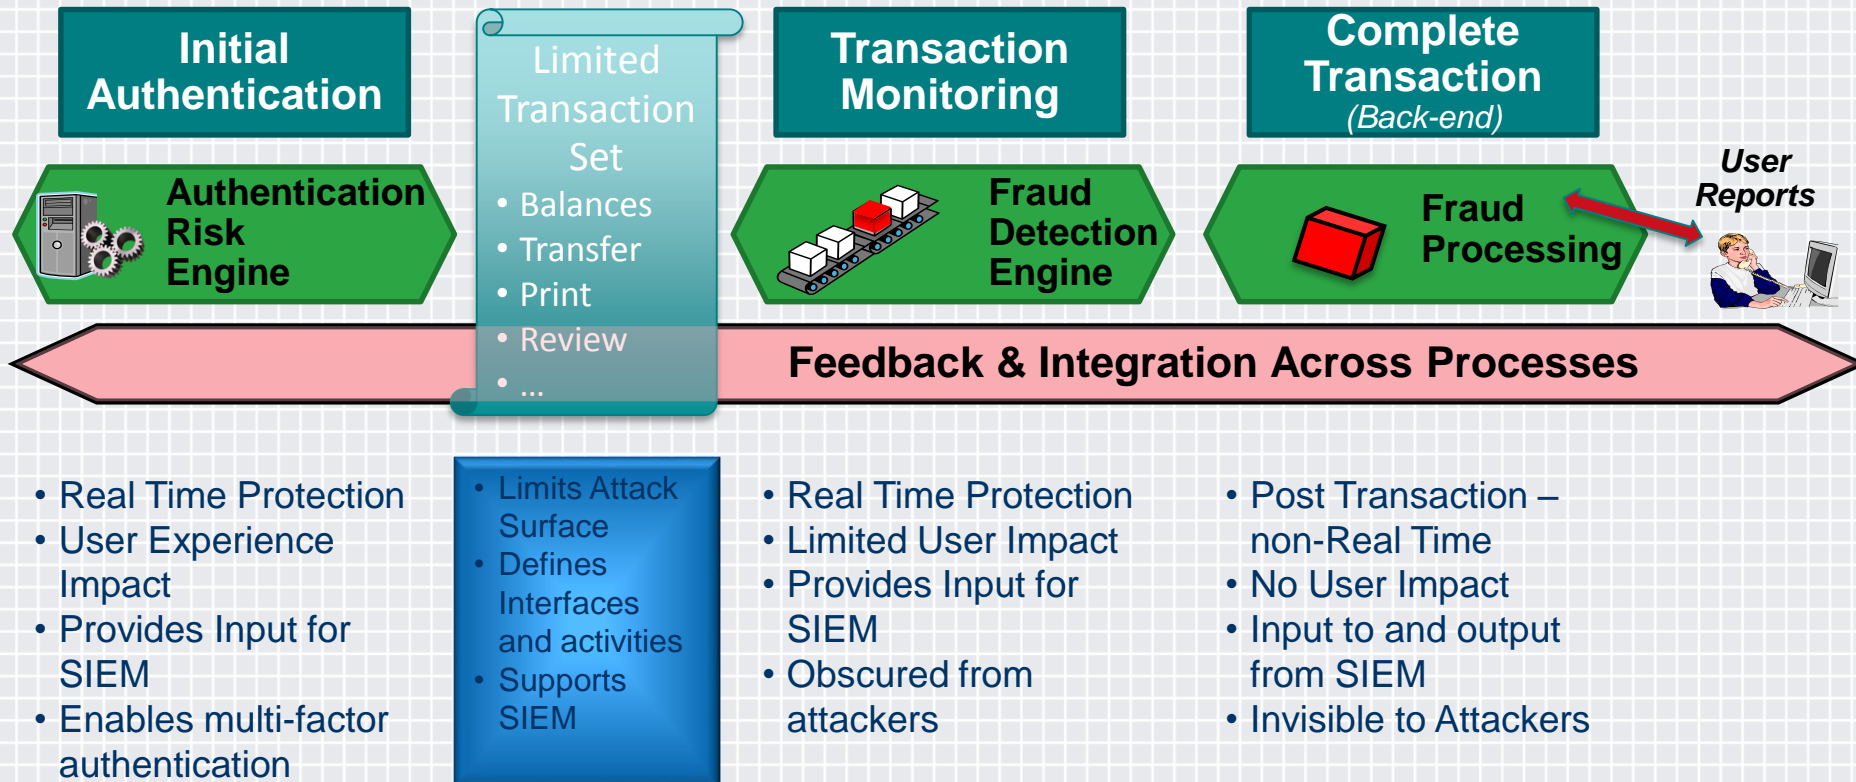 Initial
Authentication
Limited
Transaction
Set
• Balances
• Transfer
• Print
• Review
• ...
Transaction
Monitoring
Complete
Transaction
(Back-end)
Authentication
Risk
Engine
Fraud
Detection
Engine
Fraud
Processing
User
Reports
Feedback & Integration Across Processes
• Real Time Protection
• User Experience
Impact
• Provides Input for
SIEM
• Enables multi-factor
authentication
• Limits Attack
Surface
• Defines
Interfaces
and activities
• Supports
SIEM
• Real Time Protection
• Limited User Impact
• Provides Input for
SIEM
• Obscured from
attackers
• Post Transaction –
non-Real Time
• No User Impact
• Input to and output
from SIEM
• Invisible to Attackers